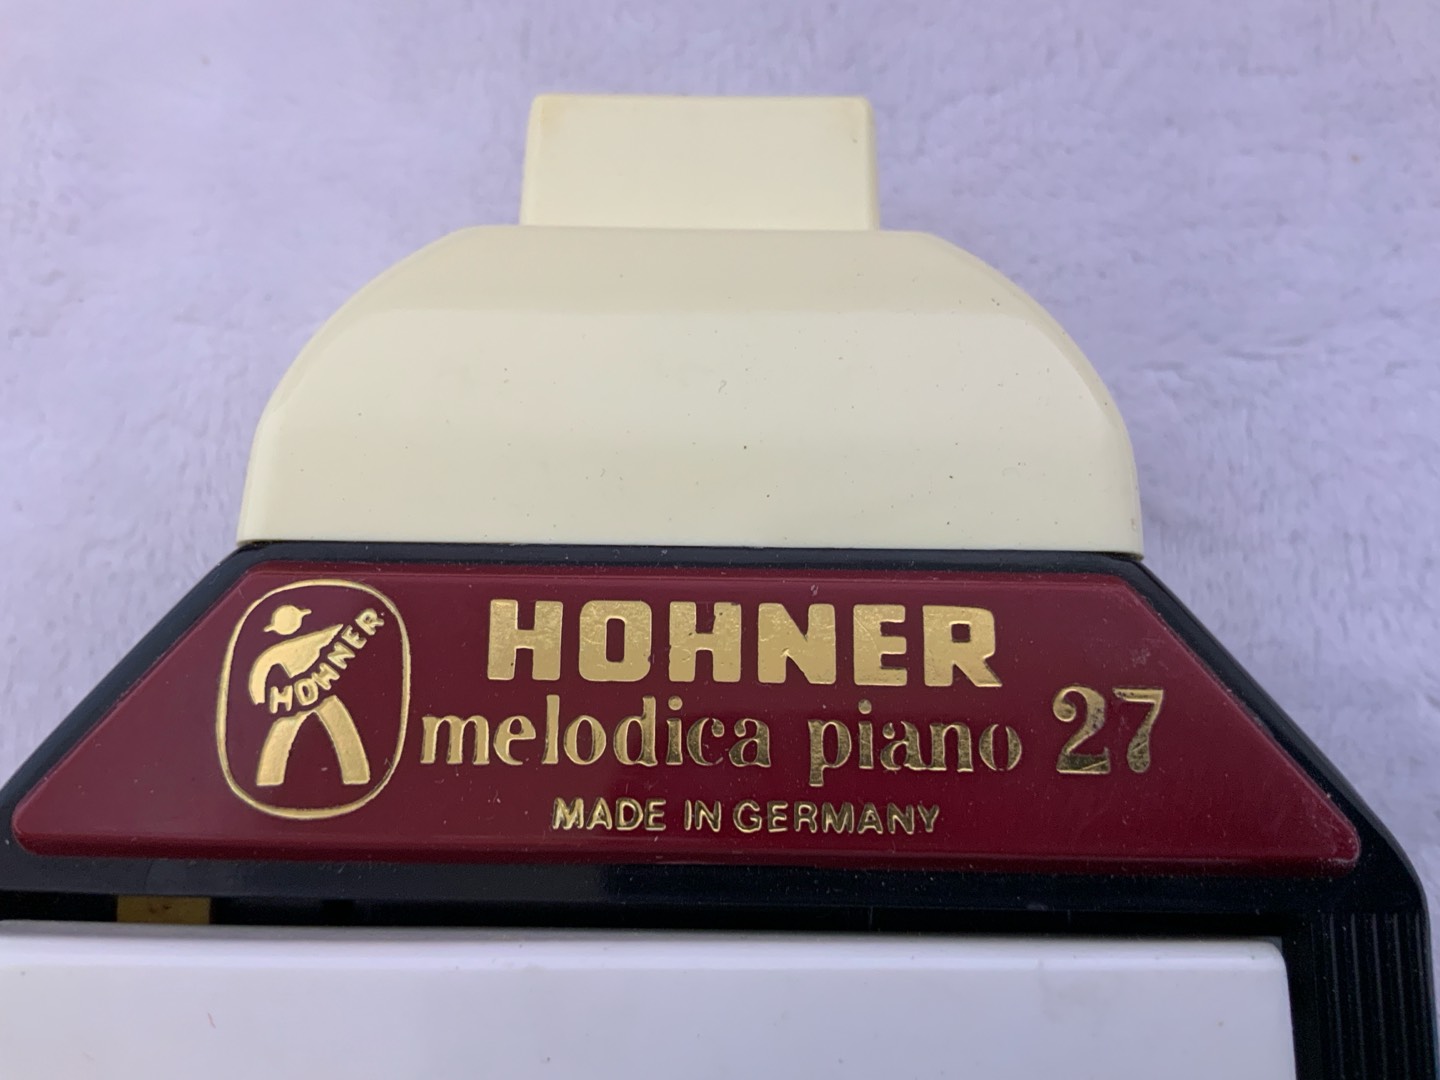 HOHNER
HOHNER
melodica piano 27
MADE IN GERMANY